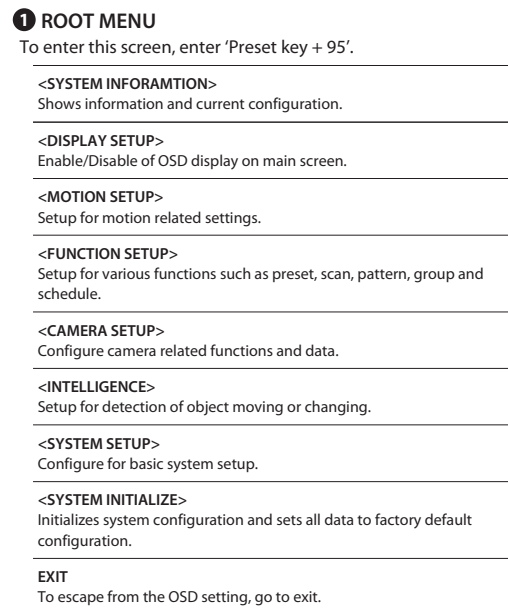 ❶ ROOT MENU
To enter this screen, enter ‘Preset key + 95’.
<SYSTEM INFORAMTION>
Shows information and current configuration.
<DISPLAY SETUP>
Enable/Disable of OSD display on main screen.
<MOTION SETUP>
Setup for motion related settings.
<FUNCTION SETUP>
Setup for various functions such as preset, scan, pattern, group and
schedule.
<CAMERA SETUP>
Configure camera related functions and data.
<INTELLIGENCE>
Setup for detection of object moving or changing.
<SYSTEM SETUP>
Configure for basic system setup.
<SYSTEM INITIALIZE>
Initializes system configuration and sets all data to factory default
configuration.
EXIT
To escape from the OSD setting, go to exit.